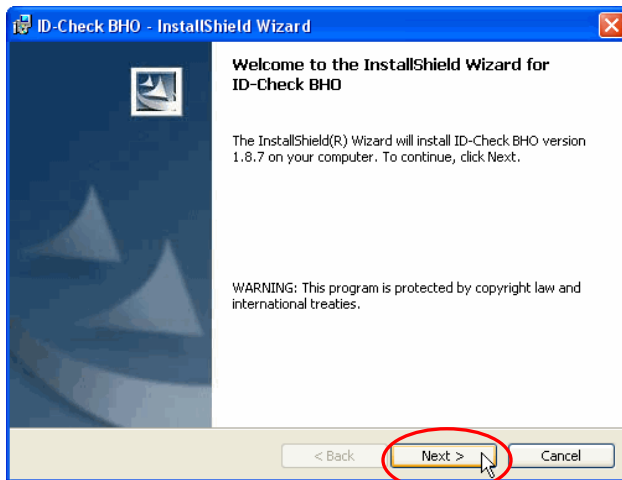 ID-Check BHO - InstallShield Wizard
Welcome to the InstallShield Wizard for
ID-Check BHO
The InstallShield(R) Wizard will install ID-Check BHO version
1.8.7 on your computer. To continue, click Next.
WARNING: This program is protected by copyright law and
international treaties.
< Back Next > Cancel